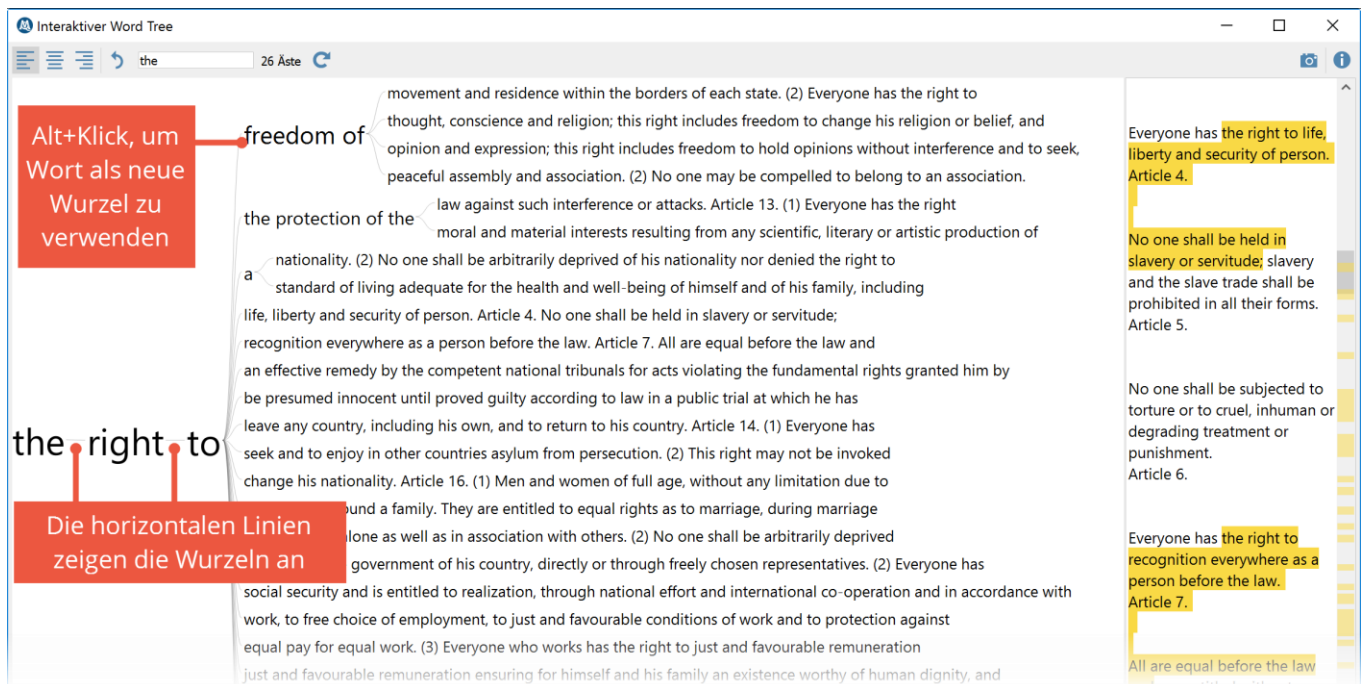 Interaktiver Word Tree
the
26 Äste
Alt+Klick, um
Wort als neue
Wurzel zu
verwenden
the right to
Die horizontalen Linien
zeigen die Wurzeln an
freedom of
movement and residence within the borders of each state. (2) Everyone has the right to
thought, conscience and religion; this right includes freedom to change his religion or belief, and
opinion and expression; this right includes freedom to hold opinions without interference and to seek,
peaceful assembly and association. (2) No one may be compelled to belong to an association.
the protection of the
law against such interference or attacks. Article 13. (1) Everyone has the right
moral and material interests resulting from any scientific, literary or artistic production of
a
nationality. (2) No one shall be arbitrarily deprived of his nationality nor denied the right to
standard of living adequate for the health and well-being of himself and of his family, including
life, liberty and security of person. Article 4. No one shall be held in slavery or servitude;
recognition everywhere as a person before the law. Article 7. All are equal before the law and
an effective remedy by the competent national tribunals for acts violating the fundamental rights granted him by
be presumed innocent until proved guilty according to law in a public trial at which he has
leave any country, including his own, and to return to his country. Article 14. (1) Everyone has
seek and to enjoy in other countries asylum from persecution. (2) This right may not be invoked
change his nationality. Article 16. (1) Men and women of full age, without any limitation due to
a family. They are entitled to equal rights as to marriage, during marriage
as well as in association with others. (2) No one shall be arbitrarily deprived
government of his country, directly or through freely chosen representatives. (2) Everyone has
social security and is entitled to realization, through national effort and international co-operation and in accordance with
work, to free choice of employment, to just and favourable conditions of work and to protection against
equal pay for equal work. (3) Everyone who works has the right to just and favourable remuneration
just and favourable remuneration ensuring for himself and his family an existence worthy of human dignity, and
Everyone has the right to life,
liberty and security of person.
Article 4.
No one shall be held in
slavery or servitude; slavery
and the slave trade shall be
prohibited in all their forms.
Article 5.
No one shall be subjected to
torture or to cruel, inhuman or
degrading treatment or
punishment.
Article 6.
Everyone has the right to
recognition everywhere as a
person before the law.
Article 7.
All are equal before the law